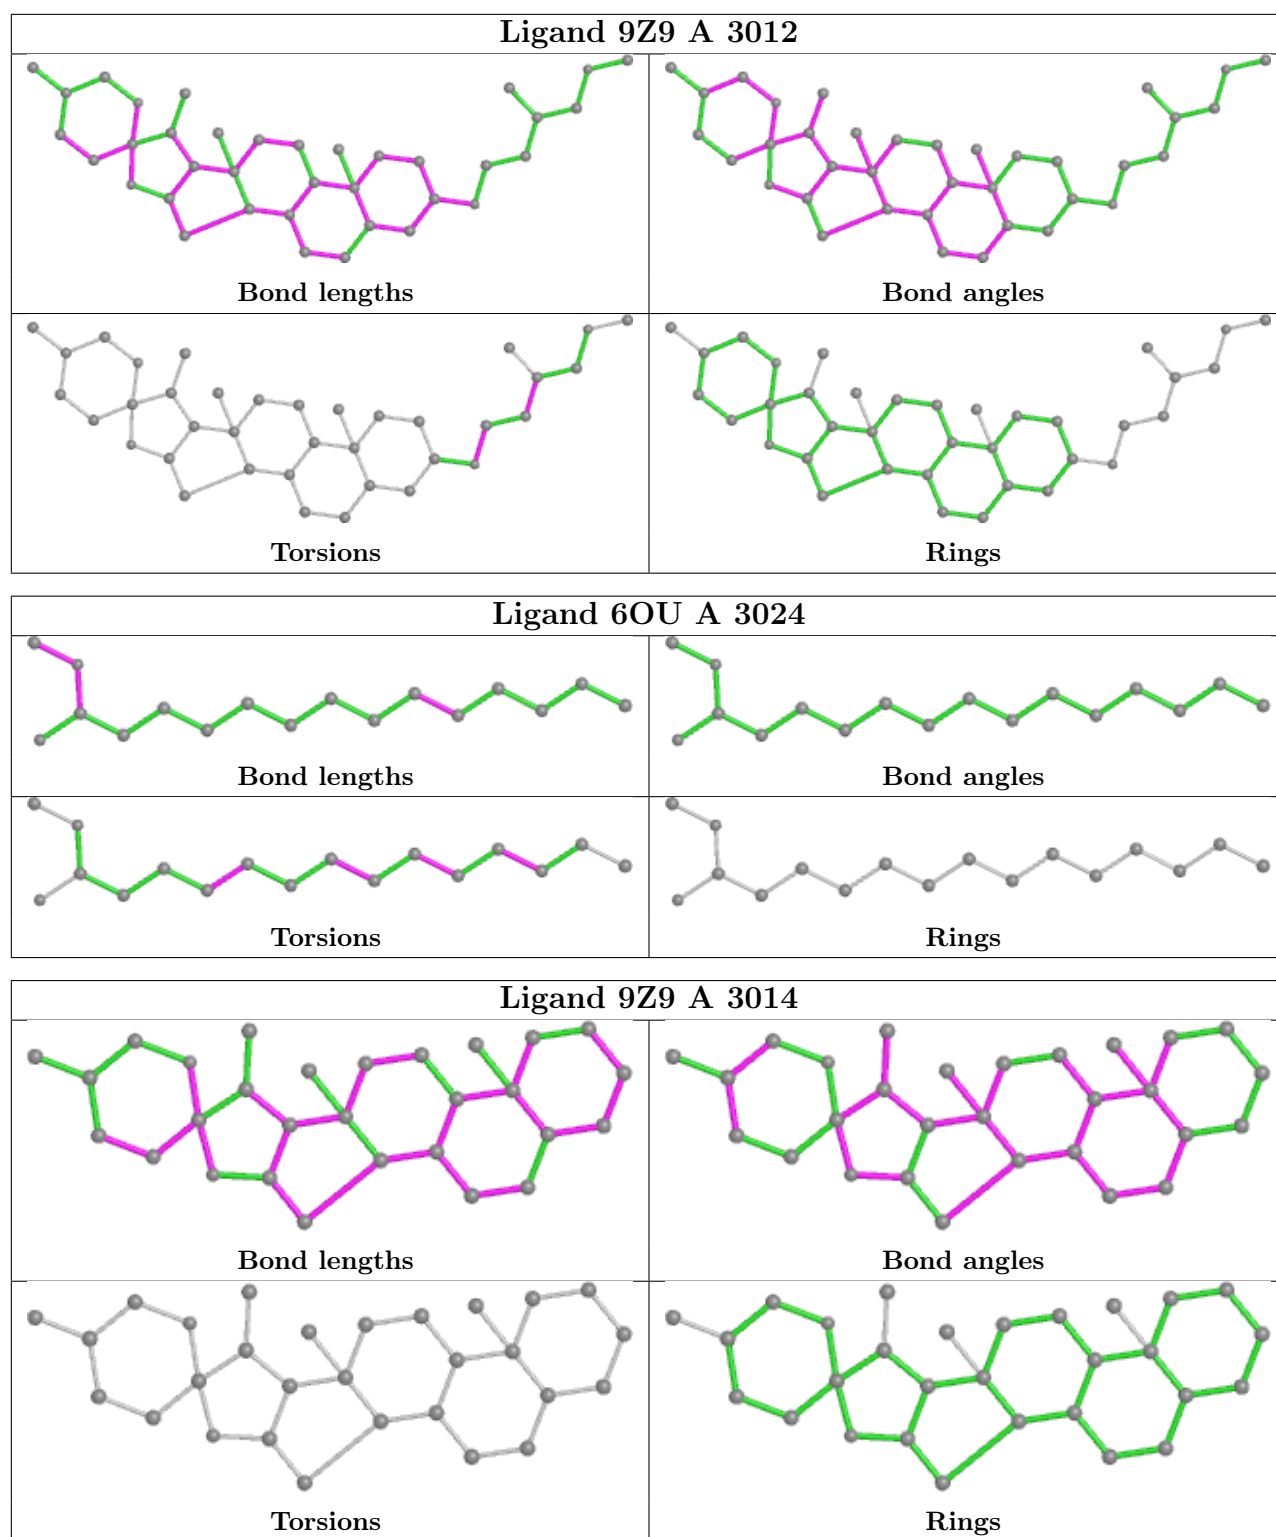 Ligand 9Z9 A 3012
Bond lengths
Bond angles
Torsions
Rings
Ligand 6OU A 3024
Bond lengths
Bond angles
Torsions
Rings
Ligand 9Z9 A 3014
Bond lengths
Bond angles
Torsions
Rings